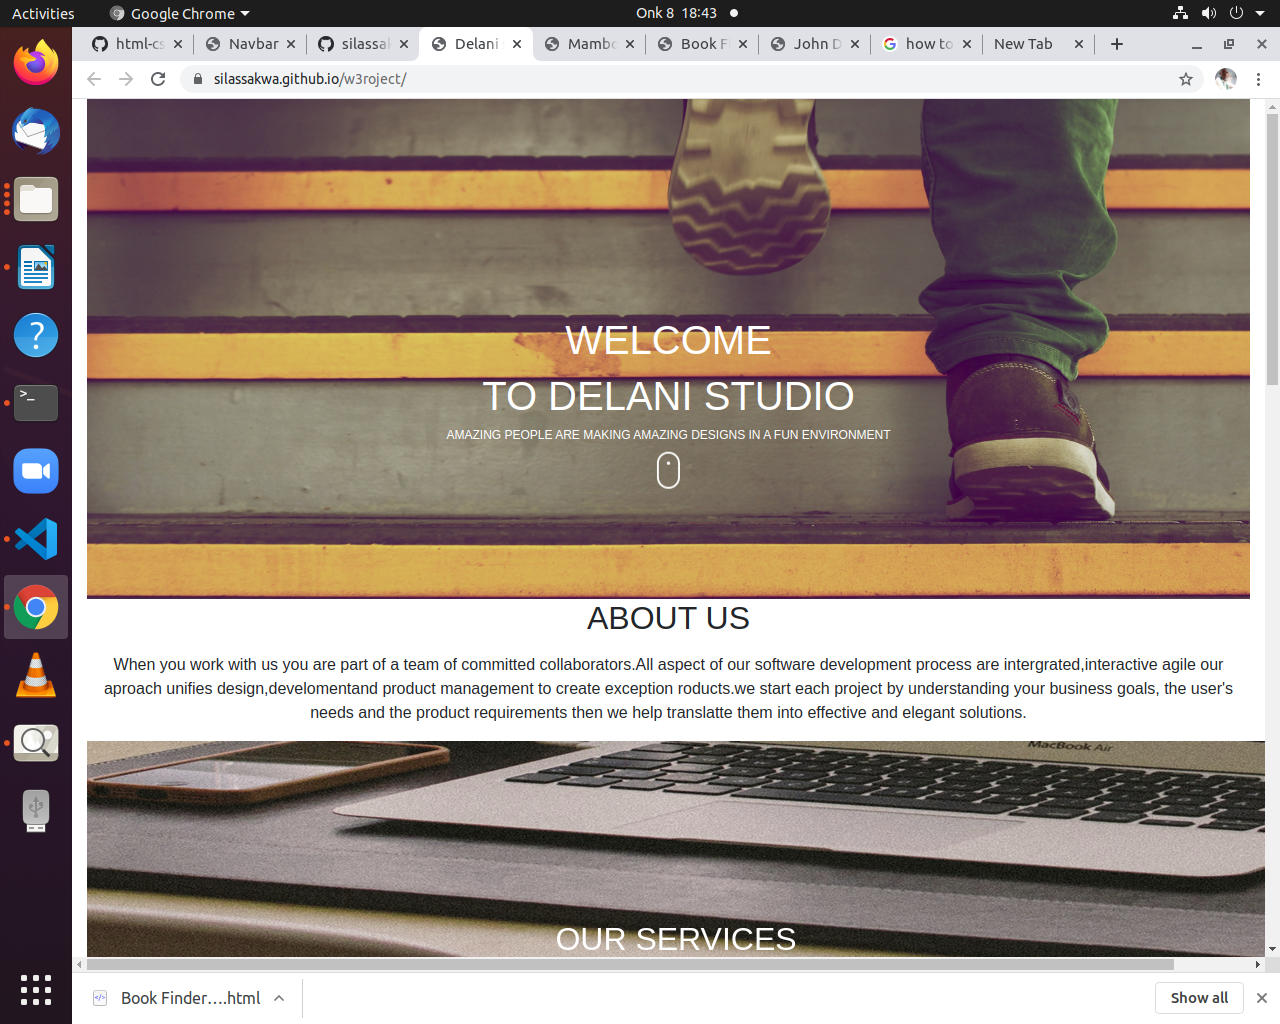 Activities
Google Chrome
Onk 8 18:43
html-cs
Navbar
silassak
Delani
Mambo
Book Fi
John D
how to
New Tab
silassakwa.github.io/w3roject/
WELCOME
TO DELANI STUDIO
AMAZING PEOPLE ARE MAKING AMAZING DESIGNS IN A FUN ENVIRONMENT
ABOUT US
When you work with us you are part of a team of committed collaborators.All aspect of our software development process are intergrated,interactive agile our
aproach unifies design,develomentand product management to create exception roducts.we start each project by understanding your business goals, the user's
needs and the product requirements then we help translatte them into effective and elegant solutions.
MacBook Air
OUR SERVICES
Book Finder....html
Show all